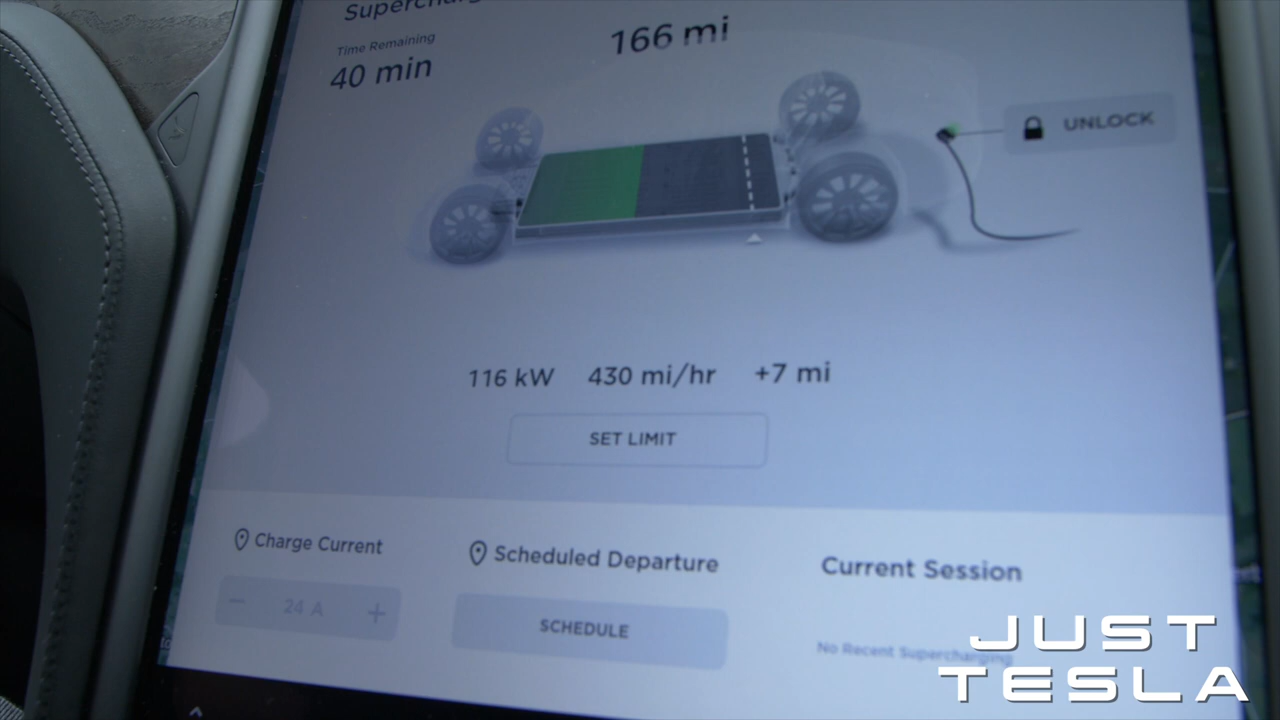 Time Remaining
40 min
166 mi
UNLOCK
116 kW 430 mi/hr +7 mi
SET LIMIT
Charge Current
24 A
Scheduled Departure
SCHEDULE
Current Session
No Recent Supercharging
JUST
TESLA